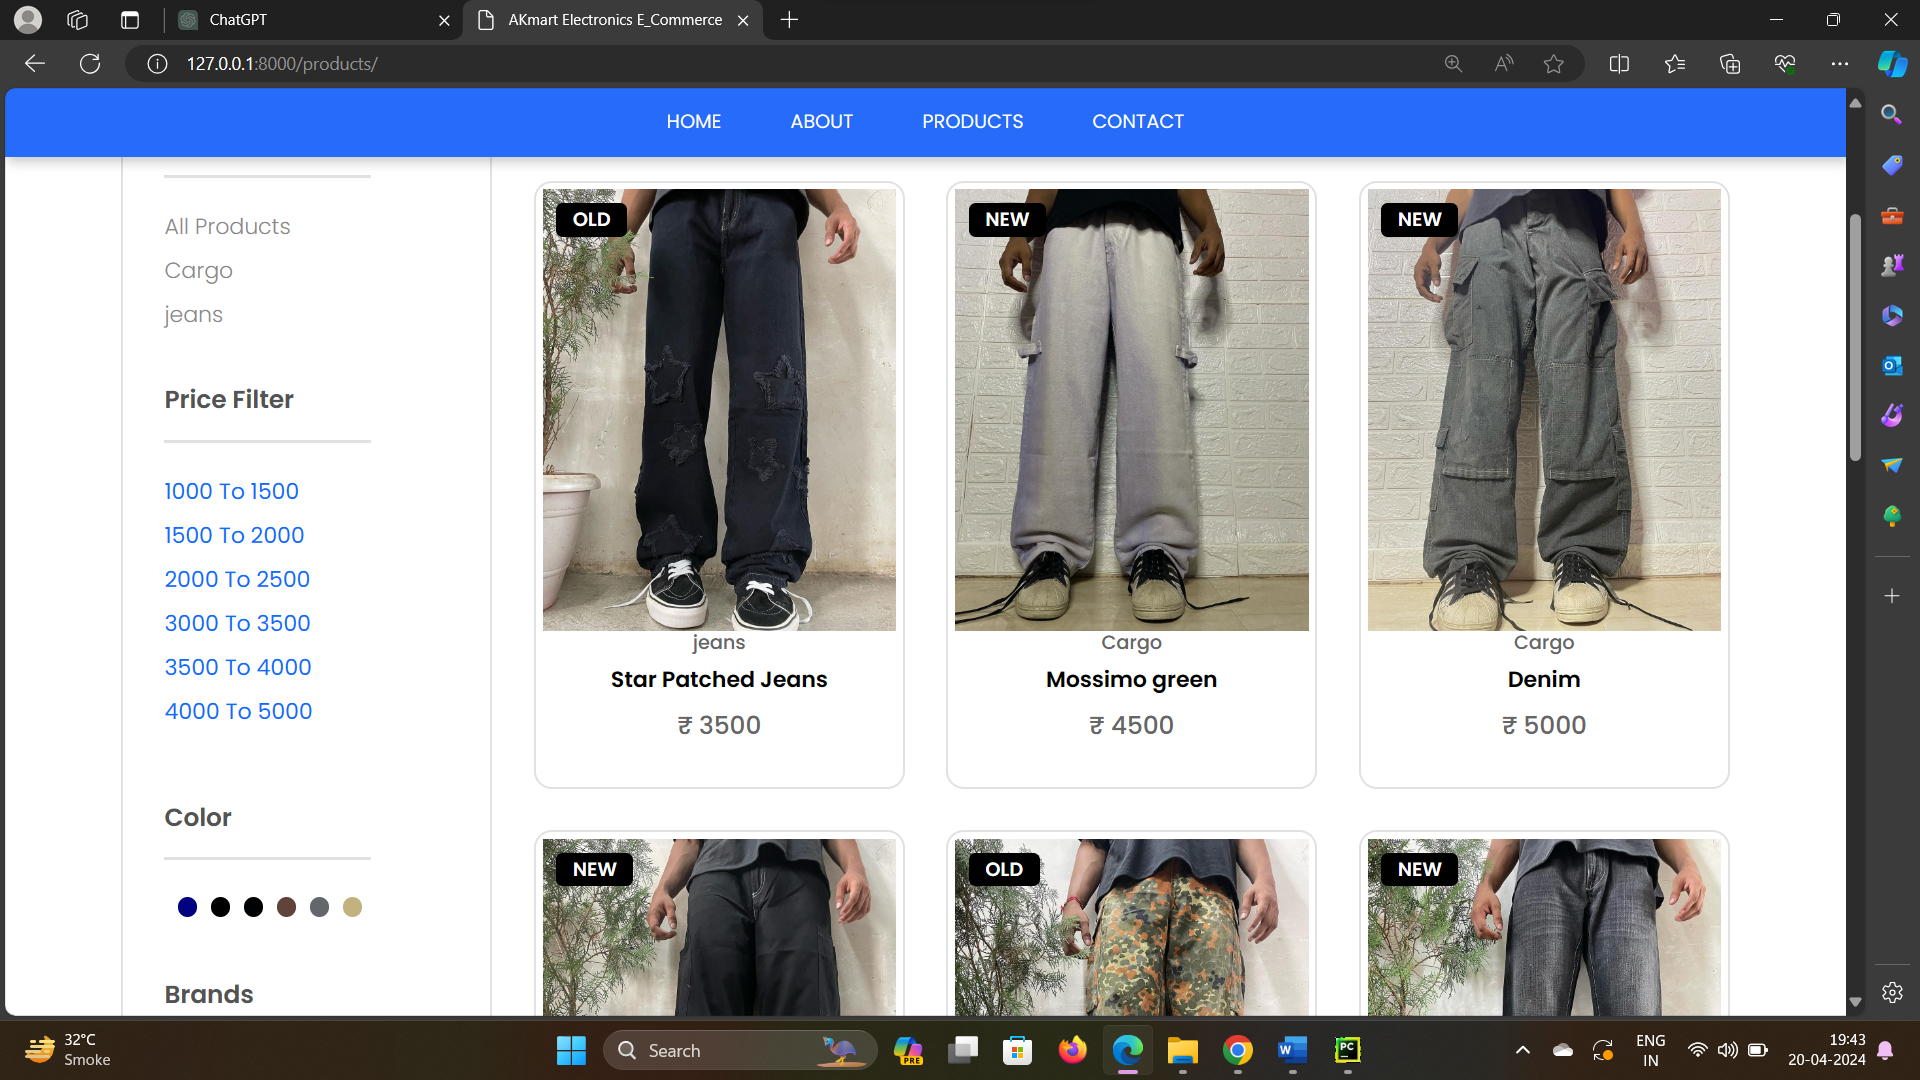 ChatGPT
AKmart Electronics E_Commerce
127.0.0.1:8000/products/
HOME ABOUT PRODUCTS CONTACT
All Products
Cargo
jeans
Price Filter
1000 To 1500
1500 To 2000
2000 To 2500
3000 To 3500
3500 To 4000
4000 To 5000
Color
Brands
OLD
jeans
Star Patched Jeans
₹ 3500
NEW
Cargo
Mossimo green
₹ 4500
NEW
Cargo
Denim
₹ 5000
NEW
OLD
NEW
32°C
Smoke
Search
PRE
W
PC
ENG
IN
19:43
20-04-2024